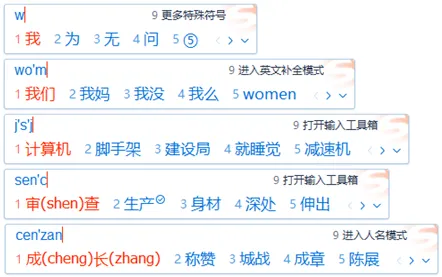 w 9 更多特殊符号
1 我 2 为 3 无 4 问 5 ⑤
wo'm 9 进入英文补全模式
1 我们 2 我妈 3 我没 4 我么 5 women
j's'j 9 打开输入工具箱
1 计算机 2 脚手架 3 建设局 4 就睡觉 5 减速机
sen'c 9 打开输入工具箱
1 审(shen)查 2 生产 3 身材 4 深处 5 伸出
cen'zan 9 进入人名模式
1 成(cheng)长(zhang) 2 称赞 3 城战 4 成章 5 陈展